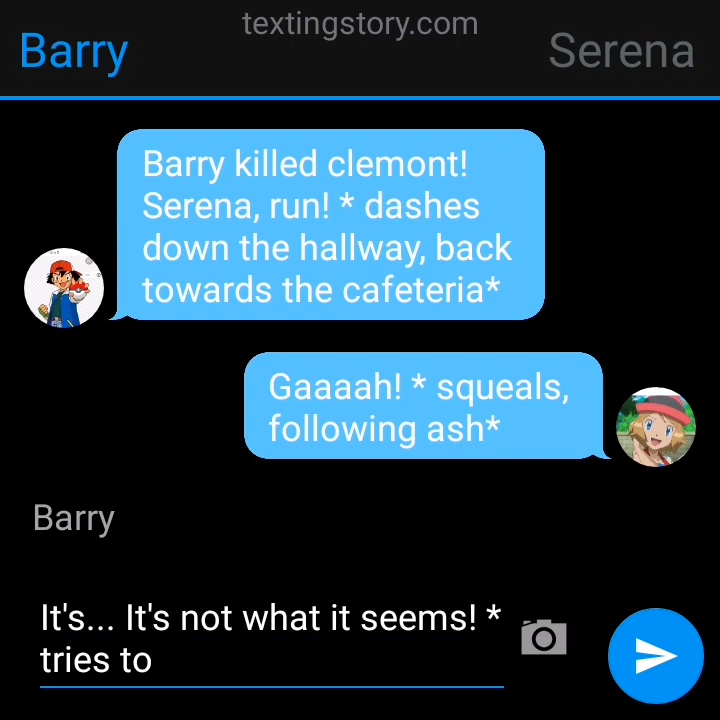 textingstory.com
Barry
Serena
Barry killed clemont!
Serena, run! * dashes
down the hallway, back
towards the cafeteria*
Gaaaah! * squeals,
following ash*
Barry
It's... It's not what it seems! *
tries to